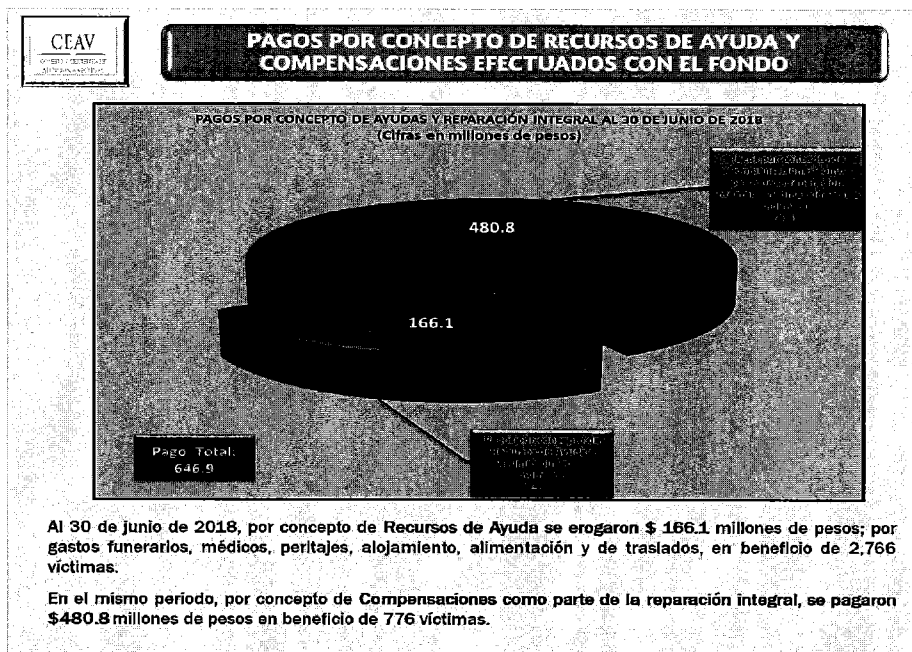 CEAV
PAGOS POR CONCEPTO DE RECURSOS DE AYUDA Y
COMPENSACIONES EFECTUADOS CON EL FONDO
PAGOS POR CONCEPTO DE AYUDAS Y REPARACIÓN INTEGRAL AL 30 DE JUNIO DE 2018
(Cifras en millones de pesos)
480.8
166.1
Pago Total:
646.9
Al 30 de junio de 2018, por concepto de Recursos de Ayuda se erogaron $ 166.1 millones de pesos; por
gastos funerarios, médicos, peritajes, alojamiento, alimentación y de traslados, en beneficio de 2,766
víctimas.
En el mismo periodo, por concepto de Compensaciones como parte de la reparación integral, se pagaron
$480.8 millones de pesos en beneficio de 776 víctimas.